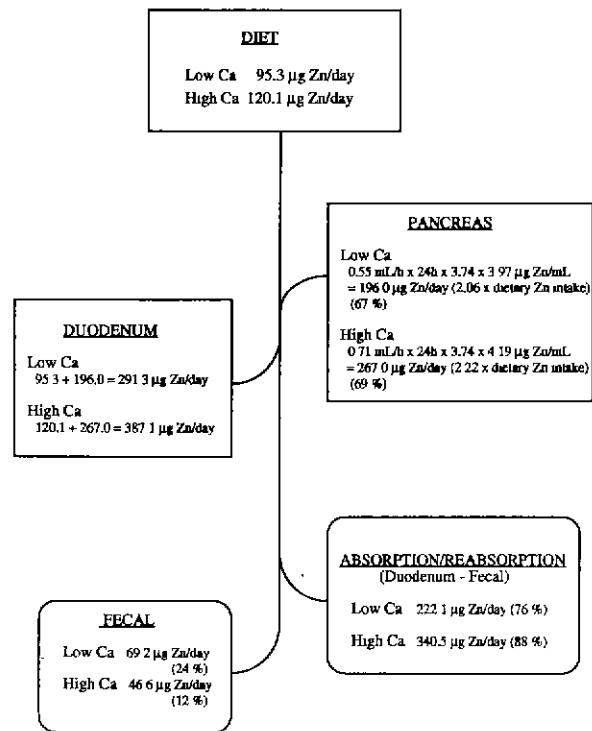 DIET
Low Ca 95.3 µg Zn/day
High Ca 120.1 µg Zn/day
PANCREAS
Low Ca
0.55 mL/h x 24h x 3.74 x 3 97 µg Zn/mL
= 196 0 µg Zn/day (2.06 x dietary Zn intake)
(67 %)
High Ca
0 71 mL/h x 24h x 3.74 x 4 19 µg Zn/mL
= 267 0 µg Zn/day (2 22 x dietary Zn intake)
(69 %)
DUODENUM
Low Ca
95 3 + 196.0 = 291 3 µg Zn/day
High Ca
120.1 + 267.0 = 387 1 µg Zn/day
ABSORPTION/REABSORPTION
(Duodenum - Fecal)
Low Ca 222 1 µg Zn/day (76 %)
High Ca 340.5 µg Zn/day (88 %)
FECAL
Low Ca 69 2 µg Zn/day
(24 %)
High Ca 46 6 µg Zn/day
(12 %)